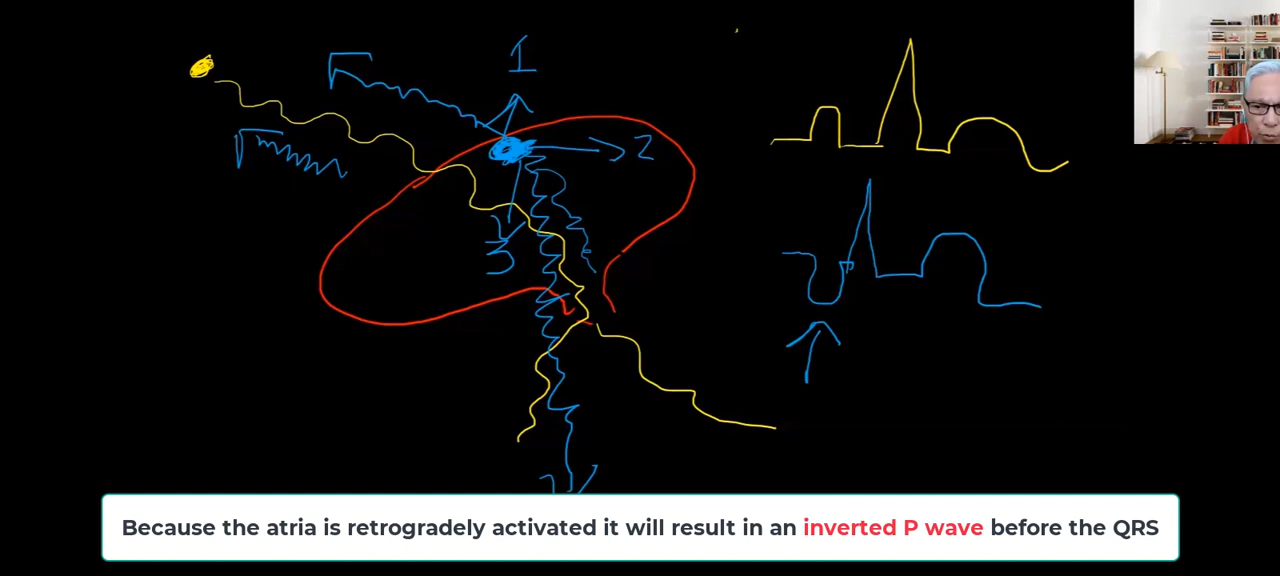 1
2
3
Because the atria is retrogradely activated it will result in an inverted P wave before the QRS